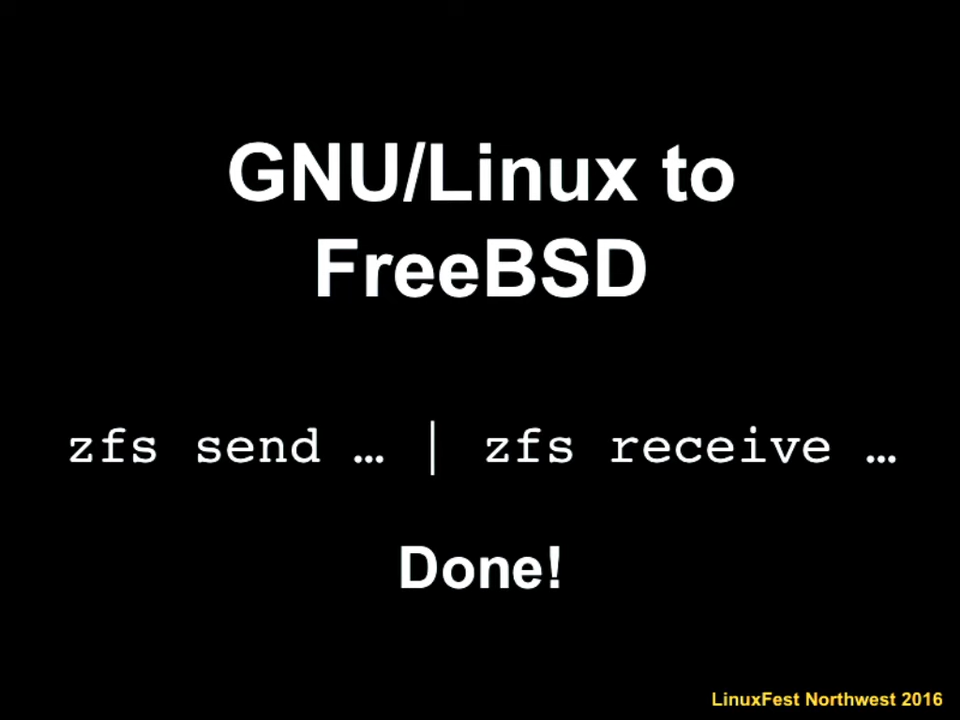 GNU/Linux to
FreeBSD
zfs send … | zfs receive …
Done!
LinuxFest Northwest 2016